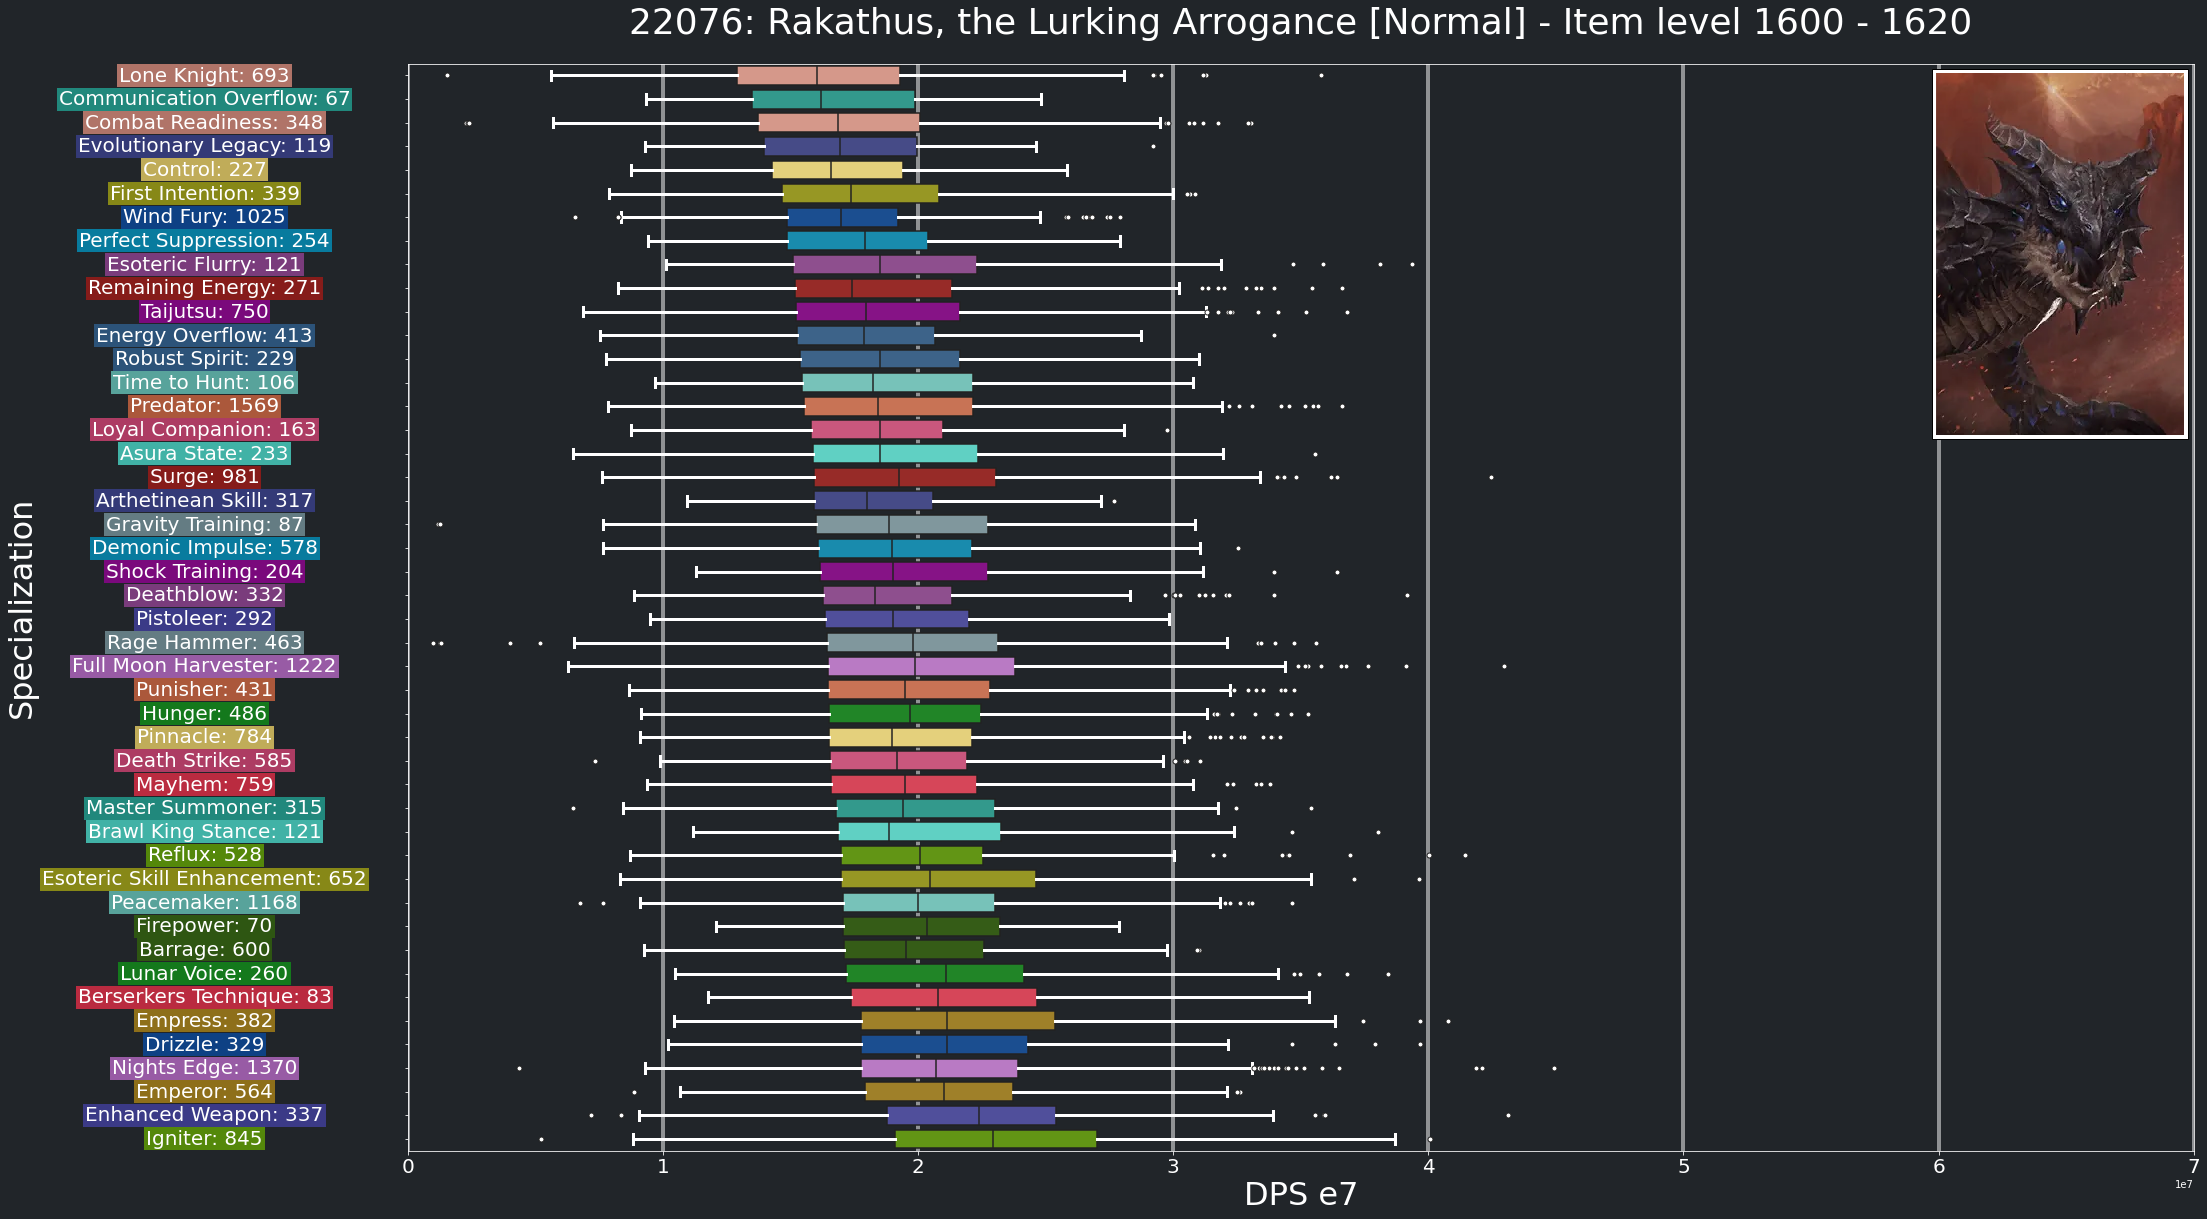 22076: Rakathus, the Lurking Arrogance [Normal] - Item level 1600 - 1620
Specialization
Lone Knight: 693
Communication Overflow: 67
Combat Readiness: 348
Evolutionary Legacy: 119
Control: 227
First Intention: 339
Wind Fury: 1025
Perfect Suppression: 254
Esoteric Flurry: 121
Remaining Energy: 271
Taijutsu: 750
Energy Overflow: 413
Robust Spirit: 229
Time to Hunt: 106
Predator: 1569
Loyal Companion: 163
Asura State: 233
Surge: 981
Arthetinean Skill: 317
Gravity Training: 87
Demonic Impulse: 578
Shock Training: 204
Deathblow: 332
Pistoleer: 292
Rage Hammer: 463
Full Moon Harvester: 1222
Punisher: 431
Hunger: 486
Pinnacle: 784
Death Strike: 585
Mayhem: 759
Master Summoner: 315
Brawl King Stance: 121
Reflux: 528
Esoteric Skill Enhancement: 652
Peacemaker: 1168
Firepower: 70
Barrage: 600
Lunar Voice: 260
Berserkers Technique: 83
Empress: 382
Drizzle: 329
Nights Edge: 1370
Emperor: 564
Enhanced Weapon: 337
Igniter: 845
0 1 2 3 4 5 6 7
1e7
DPS e7